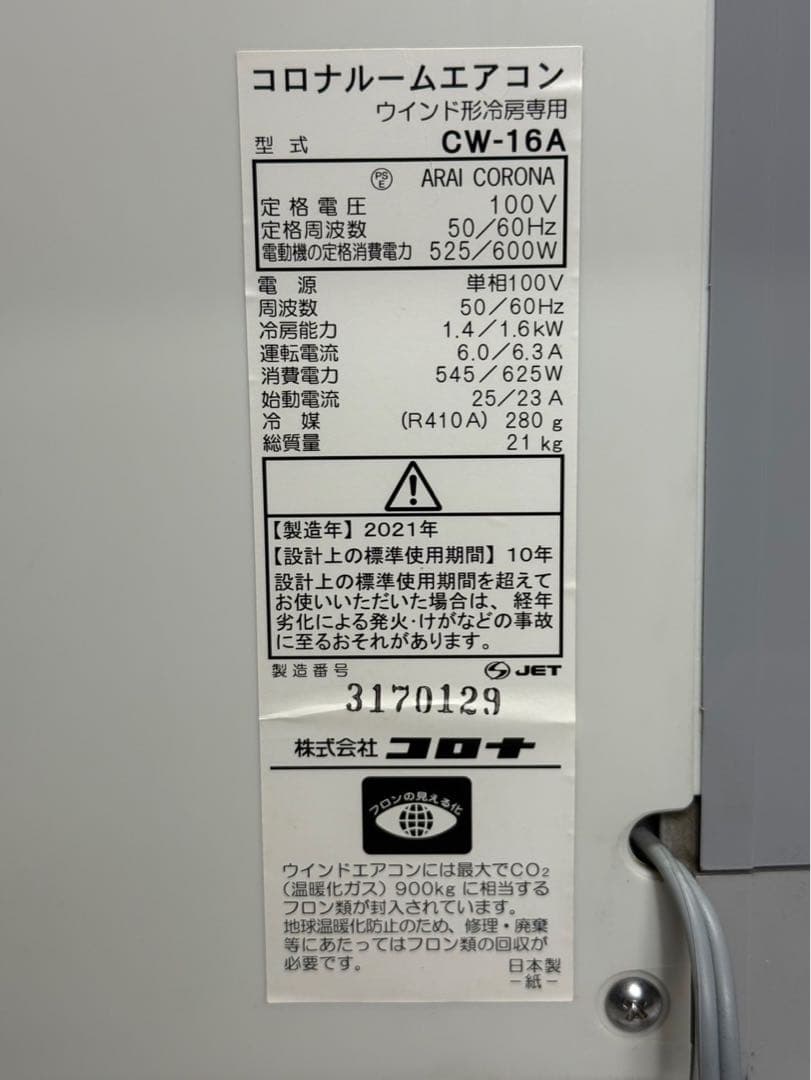 コロナルームエアコン
ウインド形冷房専用
型式 CW-16A
PSE ARAI CORONA
定格電圧 100V
定格周波数 50/60Hz
電動機の定格消費電力 525/600W
電源 単相100V
周波数 50/60Hz
冷房能力 1.4/1.6kW
運転電流 6.0/6.3A
消費電力 545/625W
始動電流 25/23A
冷媒 (R410A) 280g
総質量 21kg
【製造年】2021年
【設計上の標準使用期間】10年
設計上の標準使用期間を超えて
お使いいただいた場合は、経年
劣化による発火・けがなどの事故
に至るおそれがあります。
製造番号 JET
3170129
株式会社 コロナ
フロンの見える化
ウインドエアコンには最大でCO₂
(温暖化ガス) 900kgに相当する
フロン類が封入されています。
地球温暖化防止のため、修理・廃棄
等にあたってはフロン類の回収が
必要です。 日本製
-紙-